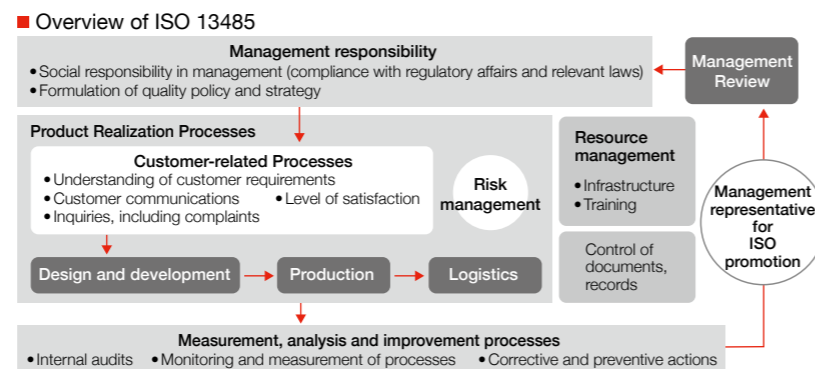 ■ Overview of ISO 13485
Management responsibility
• Social responsibility in management (compliance with regulatory affairs and relevant laws)
• Formulation of quality policy and strategy
Management
Review
Product Realization Processes
Customer-related Processes
• Understanding of customer requirements
• Customer communications • Level of satisfaction
• Inquiries, including complaints
Risk
management
Design and development
Production
Logistics
Resource
management
• Infrastructure
• Training
Control of
documents,
records
Management
representative
for
ISO
promotion
Measurement, analysis and improvement processes
• Internal audits • Monitoring and measurement of processes • Corrective and preventive actions